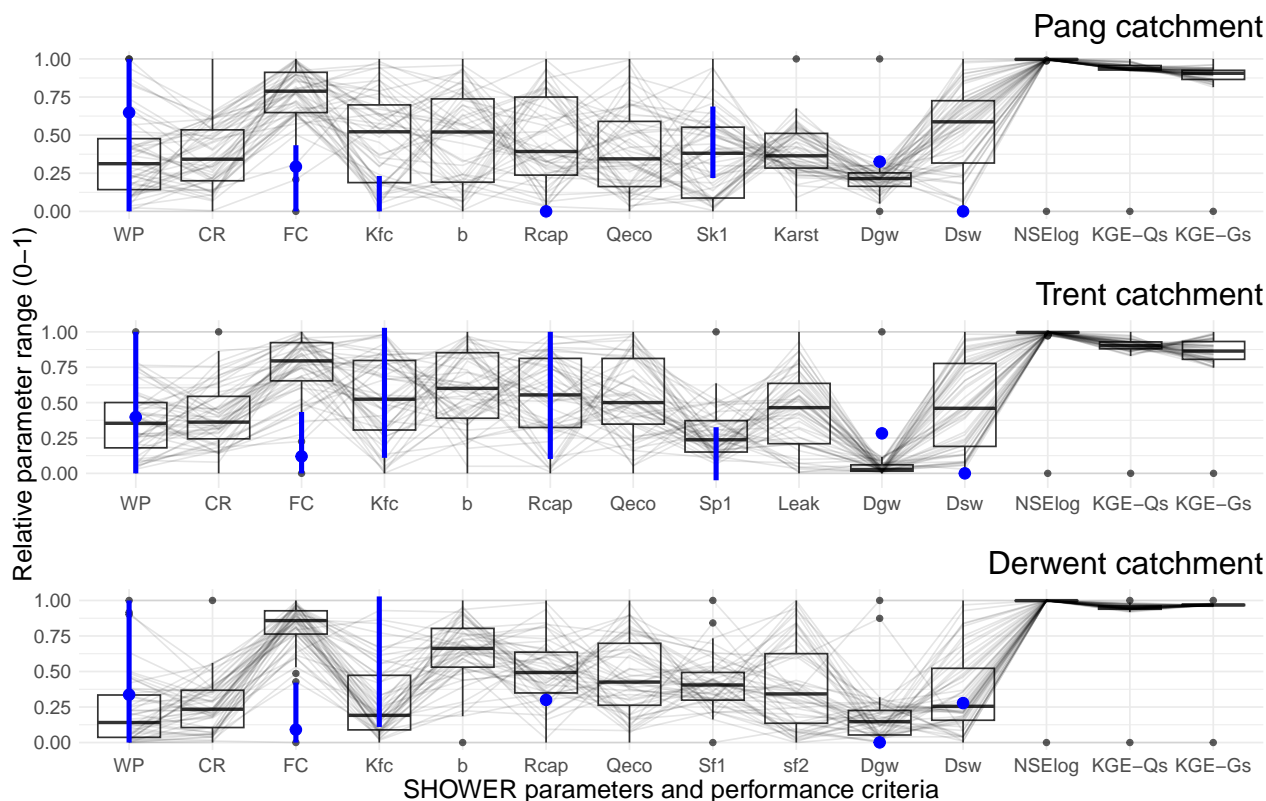 Pang catchment
1.00
0.75
0.50
0.25
0.00
WP CR FC Kfc b Rcap Qeco Sk1 Karst Dgw Dsw NSElog KGE−Qs KGE−Gs
Trent catchment
1.00
0.75
0.50
0.25
0.00
WP CR FC Kfc b Rcap Qeco Sp1 Leak Dgw Dsw NSElog KGE−Qs KGE−Gs
Relative parameter range (0−1)
Derwent catchment
1.00
0.75
0.50
0.25
0.00
WP CR FC Kfc b Rcap Qeco Sf1 sf2 Dgw Dsw NSElog KGE−Qs KGE−Gs
SHOWER parameters and performance criteria